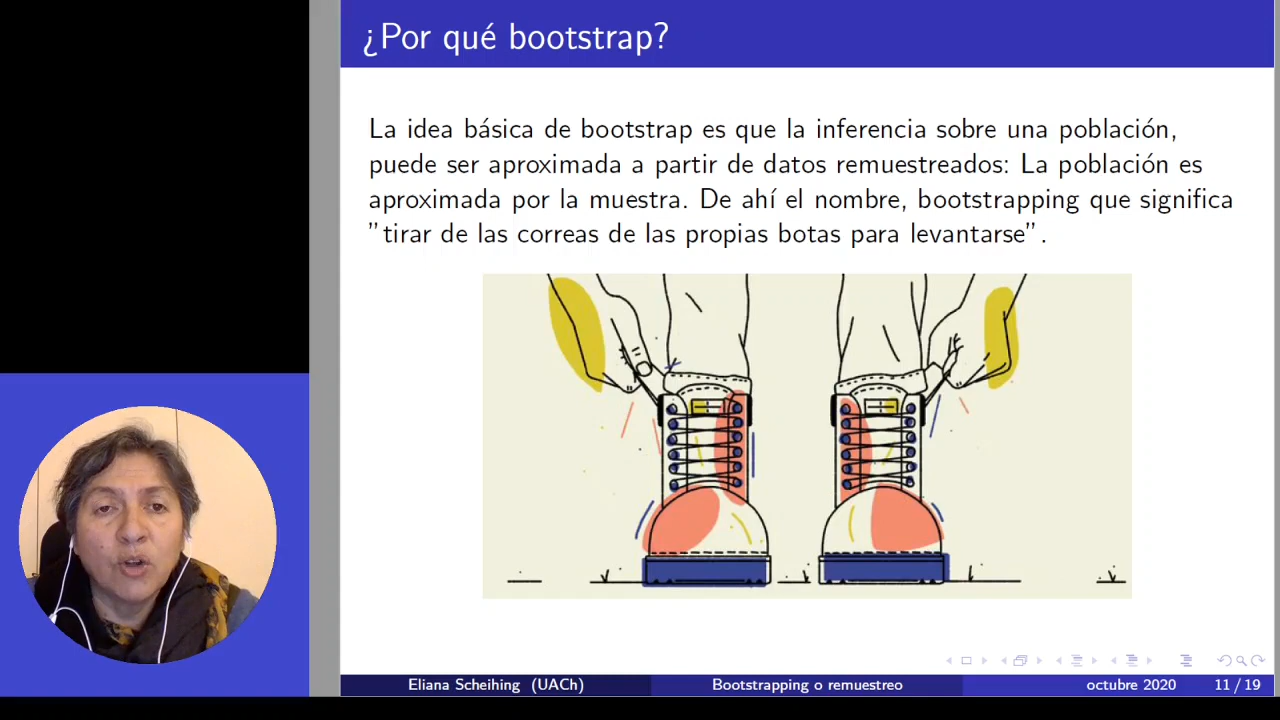 ¿Por qué bootstrap?
La idea básica de bootstrap es que la inferencia sobre una población,
puede ser aproximada a partir de datos remuestreados: La población es
aproximada por la muestra. De ahí el nombre, bootstrapping que significa
”tirar de las correas de las propias botas para levantarse”.
Eliana Scheihing (UACh) Bootstrapping o remuestreo octubre 2020 11 / 19